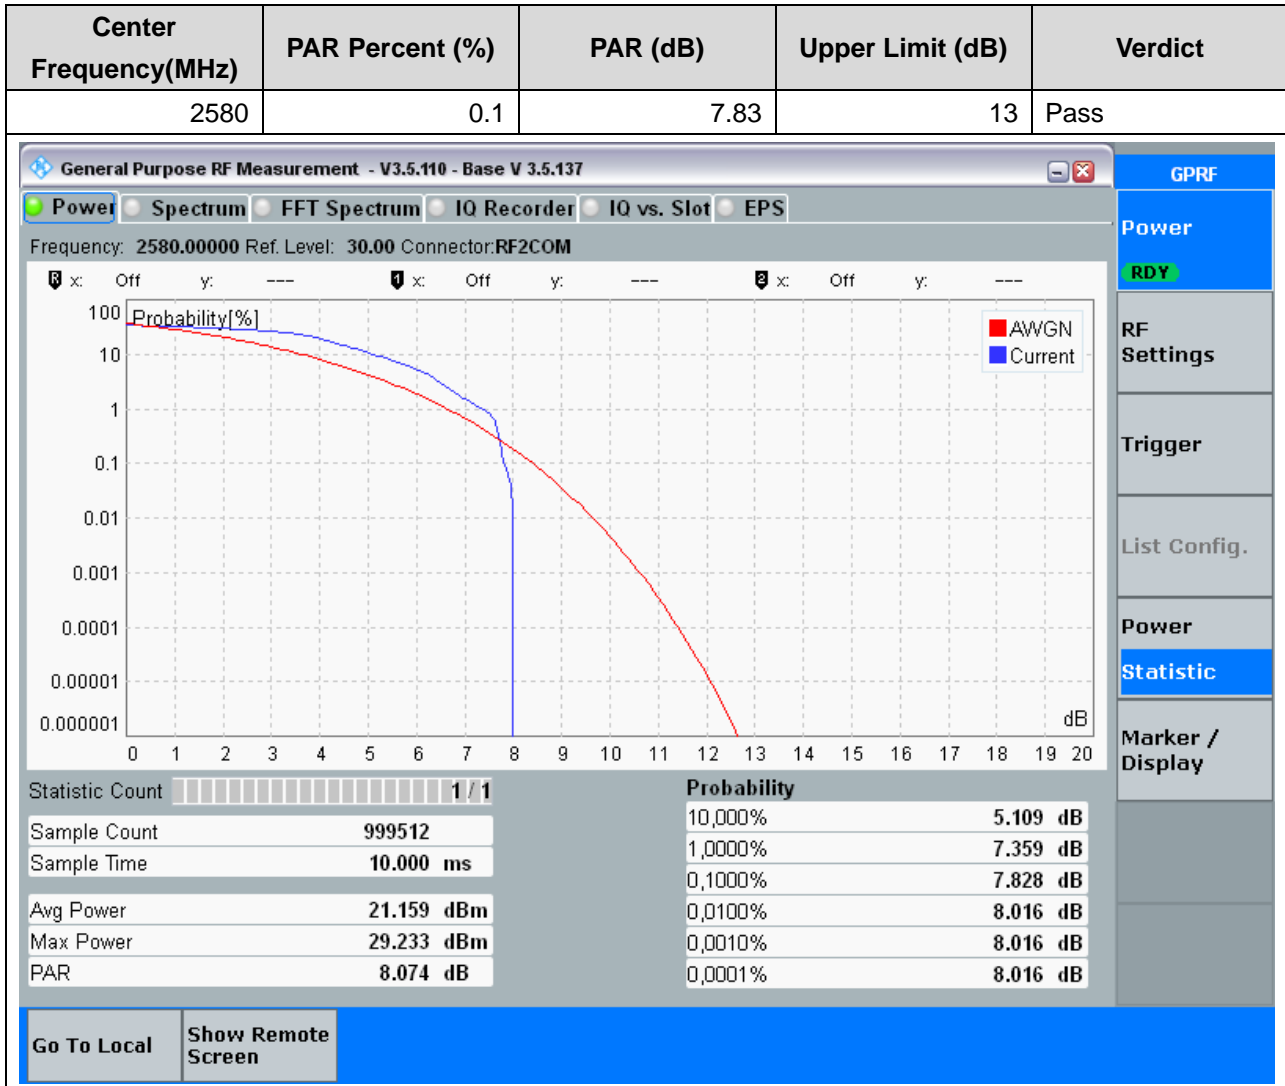 Center Frequency(MHz) PAR Percent (%) PAR (dB) Upper Limit (dB) Verdict
2580 0.1 7.83 13 Pass
General Purpose RF Measurement - V3.5.110 - Base V 3.5.137
GPRF
Power Spectrum FFT Spectrum IQ Recorder IQ vs. Slot EPS
Frequency: 2580.00000 Ref. Level: 30.00 Connector:RF2COM
R x: Off y: --- 1 x: Off y: --- 2 x: Off y: ---
Probability[%]
AWGN
Current
100
10
1
0.1
0.01
0.001
0.0001
0.00001
0.000001
dB
0 1 2 3 4 5 6 7 8 9 10 11 12 13 14 15 16 17 18 19 20
Statistic Count 1 / 1
Sample Count 999512
Sample Time 10.000 ms
Avg Power 21.159 dBm
Max Power 29.233 dBm
PAR 8.074 dB
Probability
10,000% 5.109 dB
1,0000% 7.359 dB
0,1000% 7.828 dB
0,0100% 8.016 dB
0,0010% 8.016 dB
0,0001% 8.016 dB
Power
RDY
RF
Settings
Trigger
List Config.
Power
Statistic
Marker /
Display
Go To Local
Show Remote
Screen